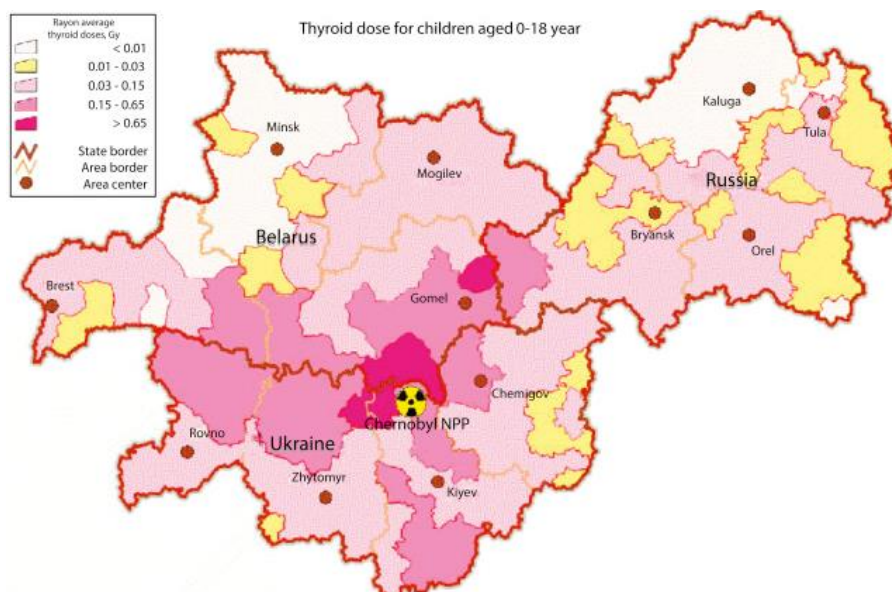 Thyroid dose for children aged 0-18 year
Rayon average
thyroid doses, Gy
< 0.01
0.01 - 0.03
0.03 - 0.15
0.15 - 0.65
> 0.65
State border
Area border
Area center
Kaluga
Tula
Minsk
Mogilev
Russia
Bryansk
Belarus
Orel
Brest
Gomel
Chemigov
Chernobyl NPP
Rovno
Ukraine
Zhytomyr
Kiyev